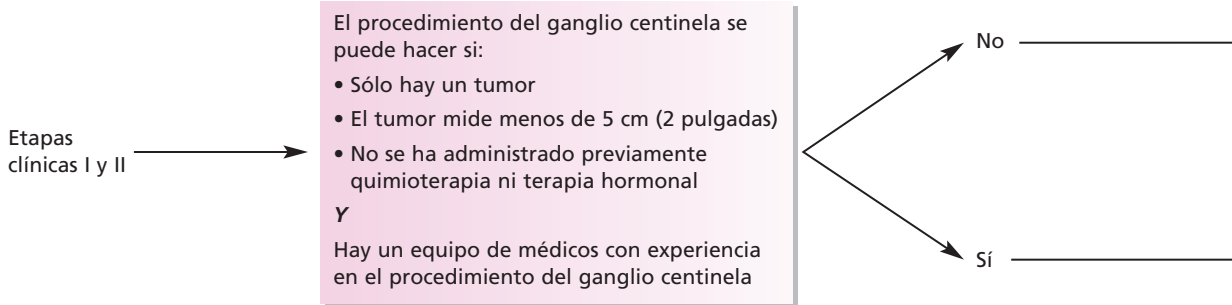 Etapas
clínicas I y II
El procedimiento del ganglio centinela se
puede hacer si:
• Sólo hay un tumor
• El tumor mide menos de 5 cm (2 pulgadas)
• No se ha administrado previamente
quimioterapia ni terapia hormonal
Y
Hay un equipo de médicos con experiencia
en el procedimiento del ganglio centinela
No
Sí